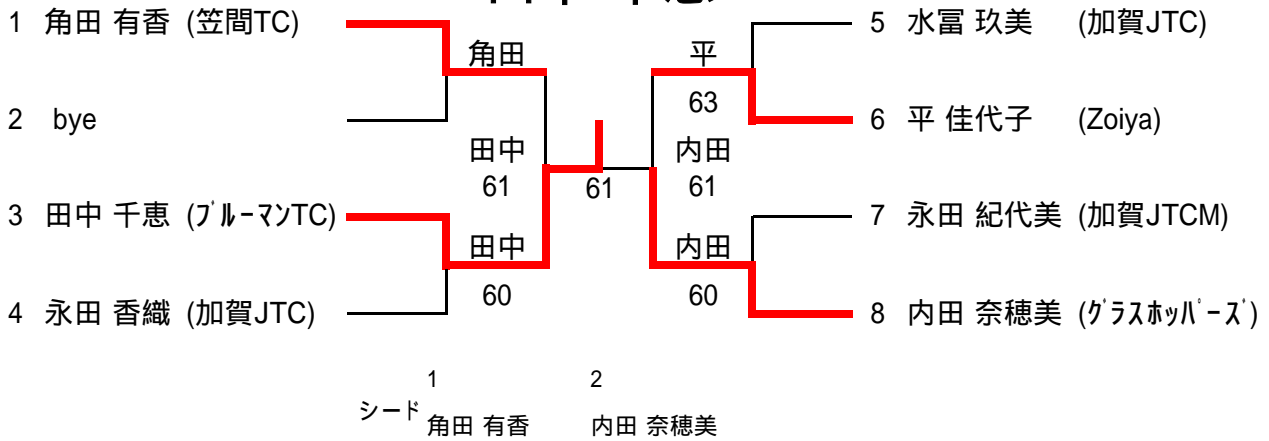 1 角田 有香 (笠間TC)
角田
2 bye
田中
61
3 田中 千恵 (ﾌﾞﾙｰﾏﾝTC)
田中
60
4 永田 香織 (加賀JTC)
61
5 水冨 玖美 (加賀JTC)
平
63
6 平 佳代子 (Zoiya)
内田
61
7 永田 紀代美 (加賀JTCM)
内田
60
8 内田 奈穂美 (ｸﾞﾗｽﾎｯﾊﾟｰｽﾞ)
1 2
シード 角田 有香 内田 奈穂美